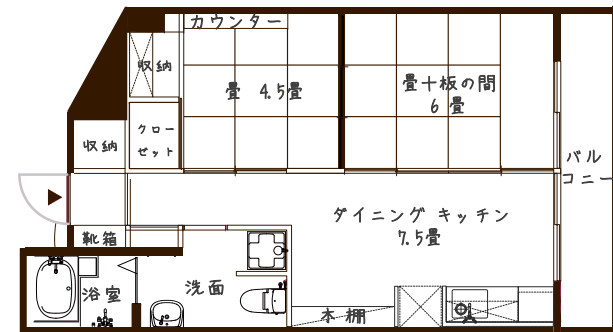 カウンター
収納
畳 4.5畳
畳十板の間
6 畳
クロー
ゼット
収納
バル
コニー
ダイニング キッチン
7.5畳
靴箱
浴室
洗面
本棚